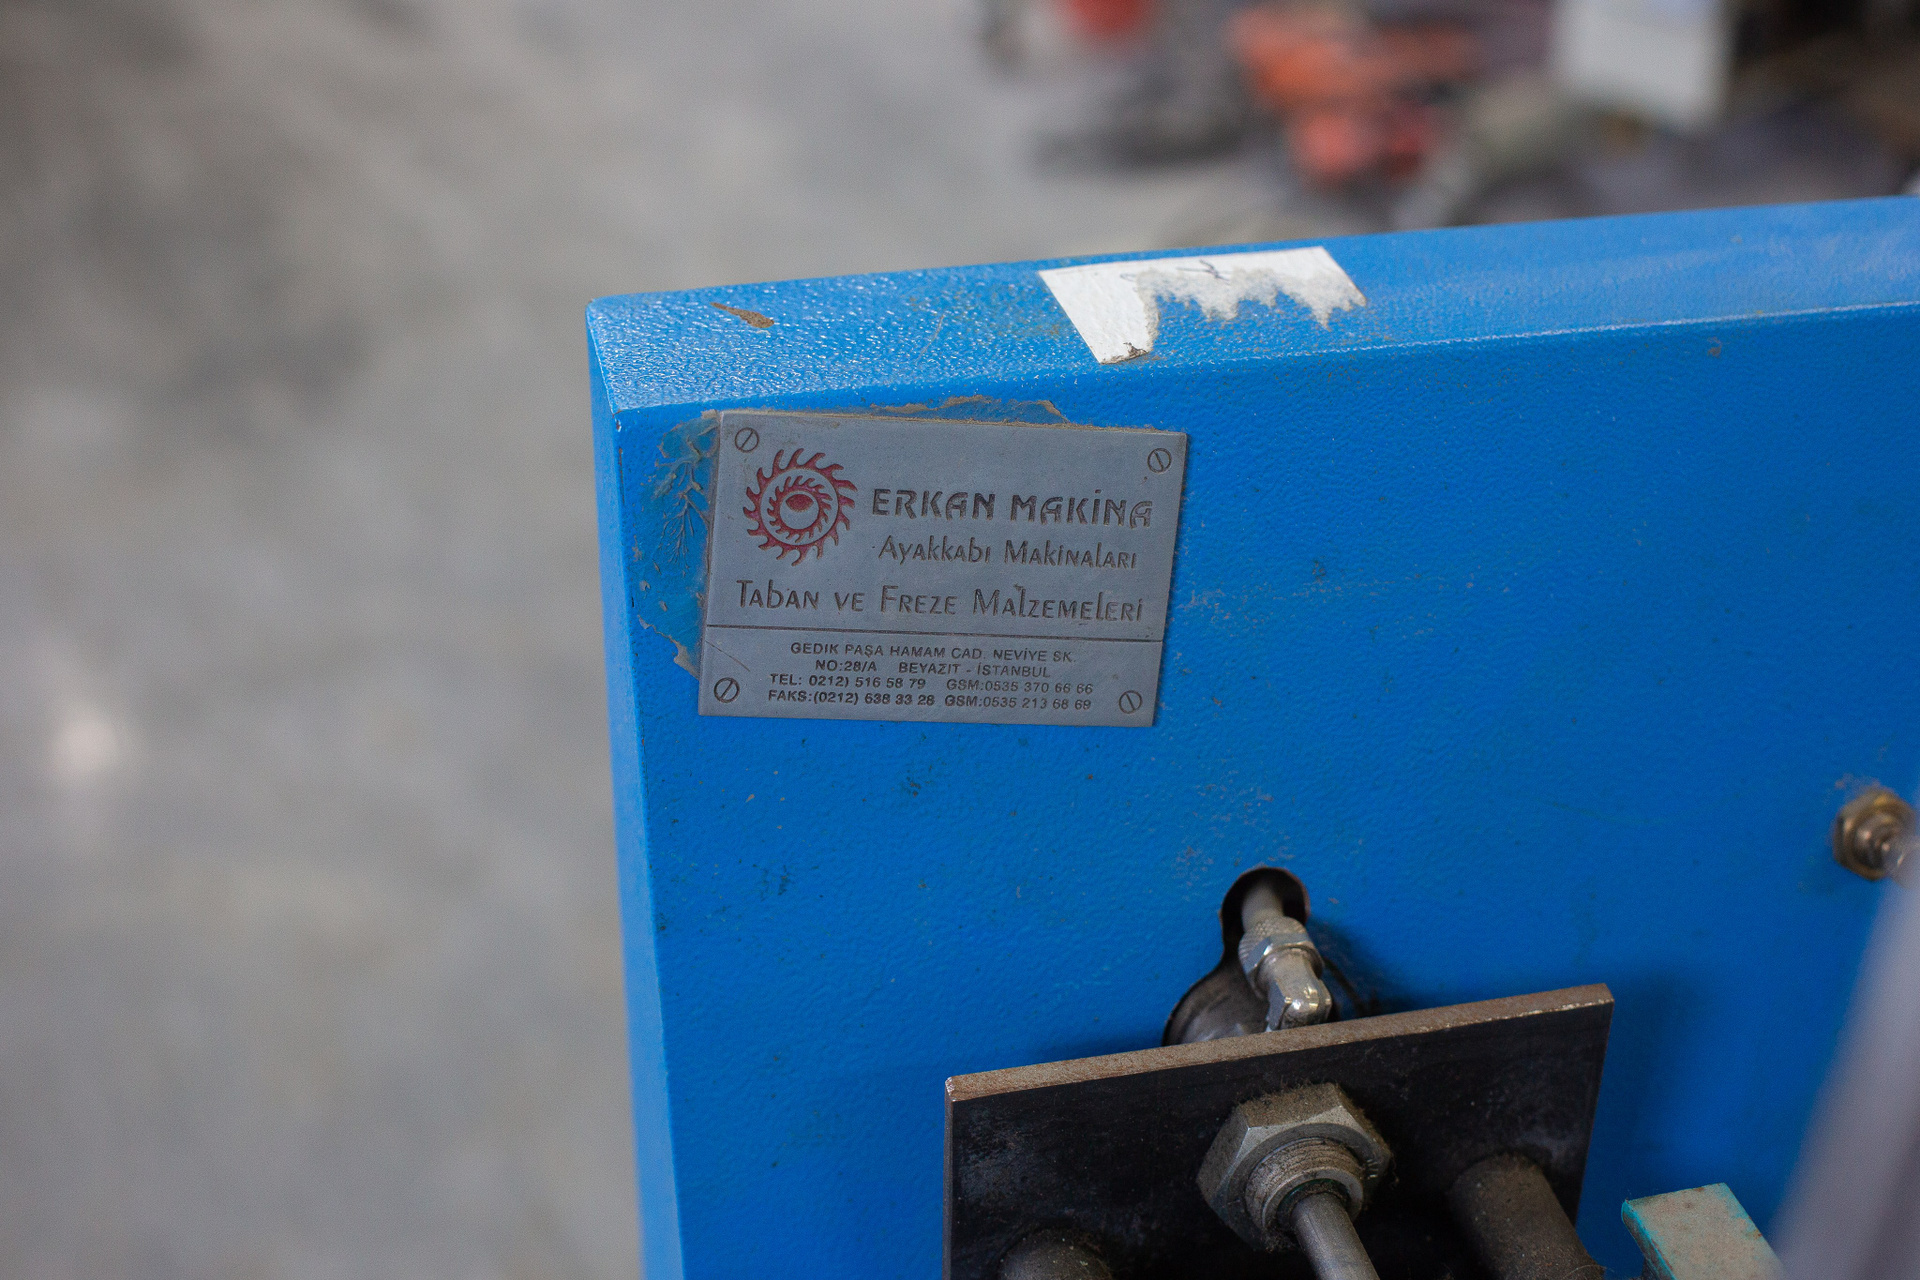 ERKAN MAKİNA
Ayakkabı Makinaları
Taban ve Freze Malzemeleri
GEDIK PAŞA HAMAM CAD. NEVİYE SK.
NO:28/A BEYAZIT - İSTANBUL
TEL: 0212) 516 58 79 GSM:0535 370 66 66
FAKS:(0212) 638 33 28 GSM:0535 213 68 69